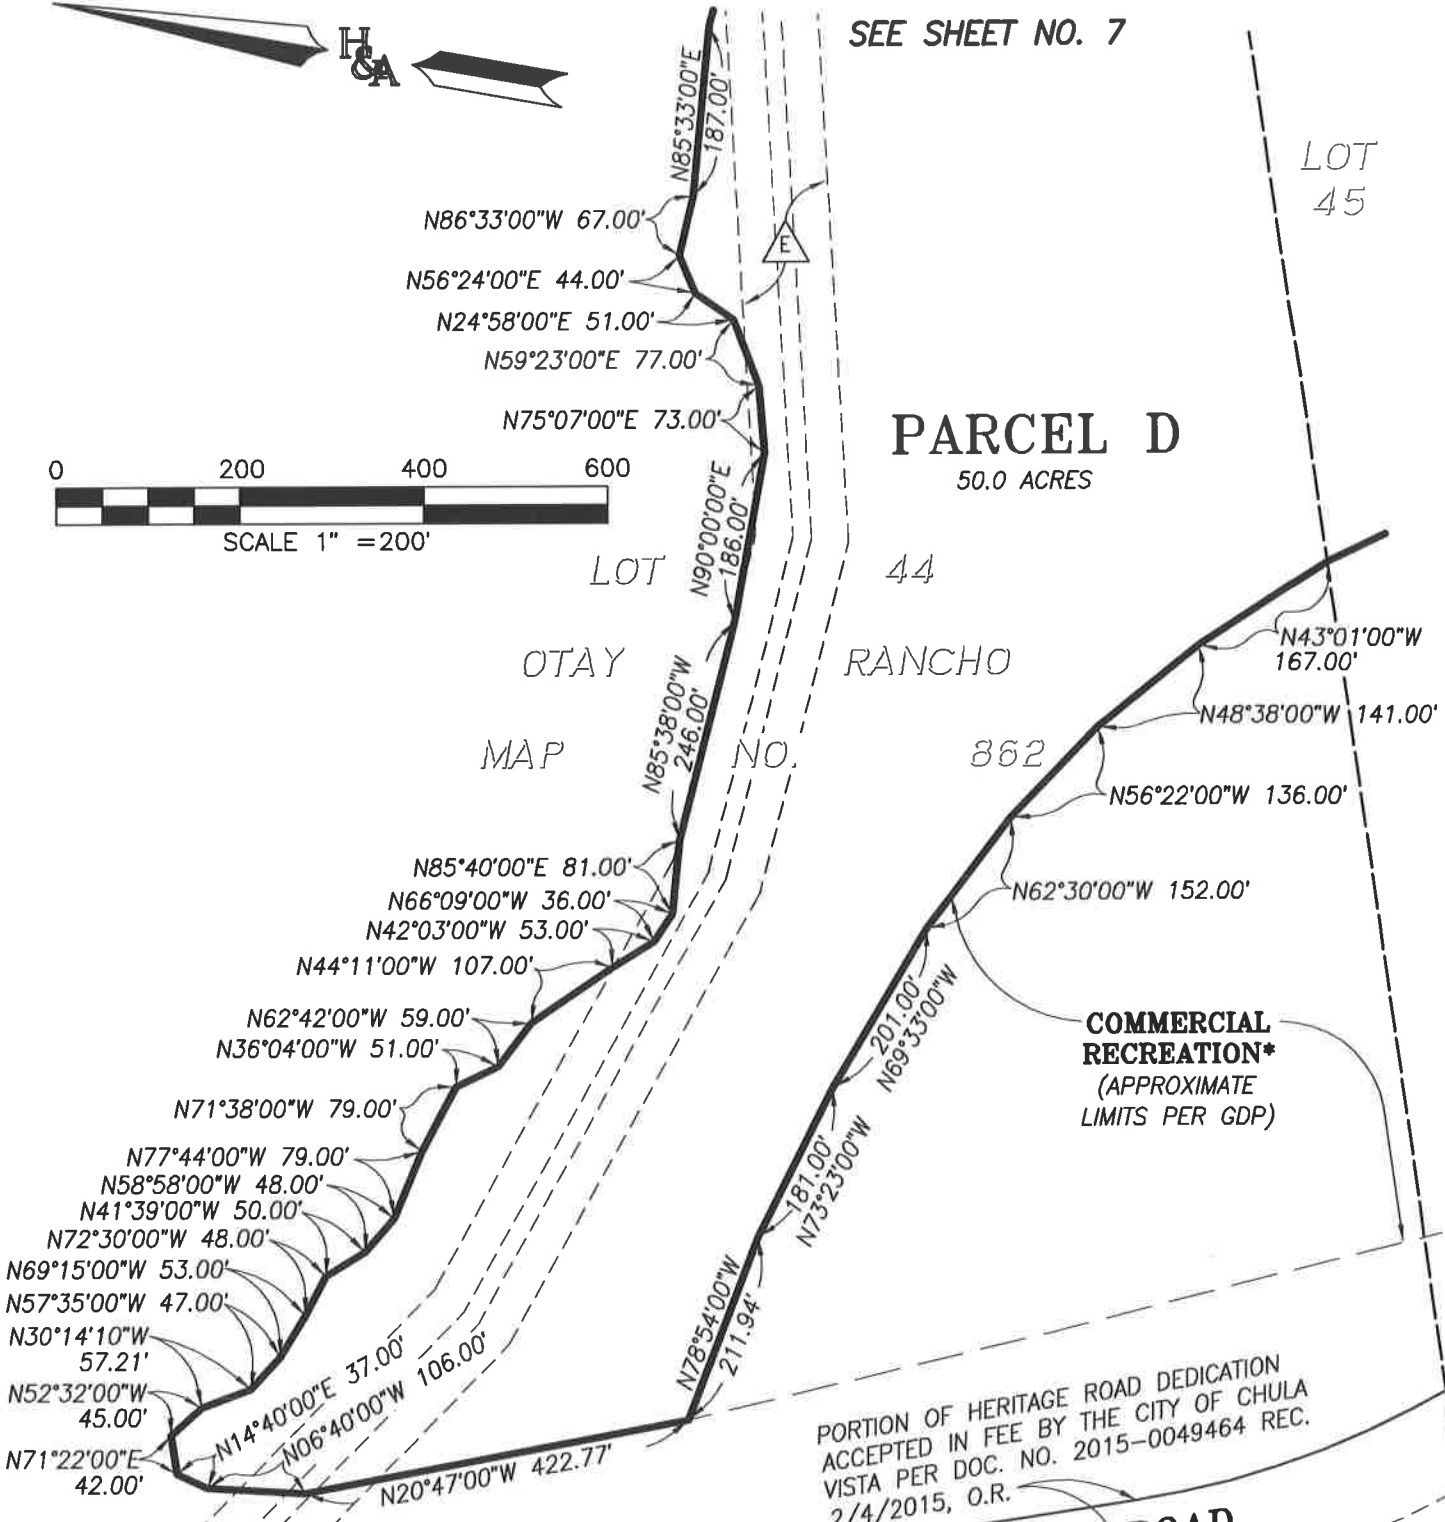 SEE SHEET NO. 7
H&A
N85°33'00"E
187.00'
LOT
45
N86°33'00"W 67.00'
E
N56°24'00"E 44.00'
N24°58'00"E 51.00'
N59°23'00"E 77.00'
N75°07'00"E 73.00'
PARCEL D
50.0 ACRES
0 200 400 600
SCALE 1" =200'
N90°00'00"E
186.00'
LOT 44
OTAY RANCHO
MAP NO. 862
N43°01'00"W
167.00'
N48°38'00"W 141.00'
N85°38'00"W
246.00'
N56°22'00"W 136.00'
N85°40'00"E 81.00'
N62°30'00"W 152.00'
N66°09'00"W 36.00'
N42°03'00"W 53.00'
N44°11'00"W 107.00'
N62°42'00"W 59.00'
N36°04'00"W 51.00'
201.00'
N69°33'00"W
COMMERCIAL
RECREATION*
(APPROXIMATE
LIMITS PER GDP)
N71°38'00"W 79.00'
N77°44'00"W 79.00'
N58°58'00"W 48.00'
N41°39'00"W 50.00'
N72°30'00"W 48.00'
181.00'
N73°23'00"W
N69°15'00"W 53.00'
N57°35'00"W 47.00'
N30°14'10"W
57.21'
N52°32'00"W
45.00'
N71°22'00"E
42.00'
N14°40'00"E 37.00'
N06°40'00"W 106.00'
N78°54'00"W
211.94'
N20°47'00"W 422.77'
PORTION OF HERITAGE ROAD DEDICATION
ACCEPTED IN FEE BY THE CITY OF CHULA
VISTA PER DOC. NO. 2015-0049464 REC.
2/4/2015, O.R.
ROAD